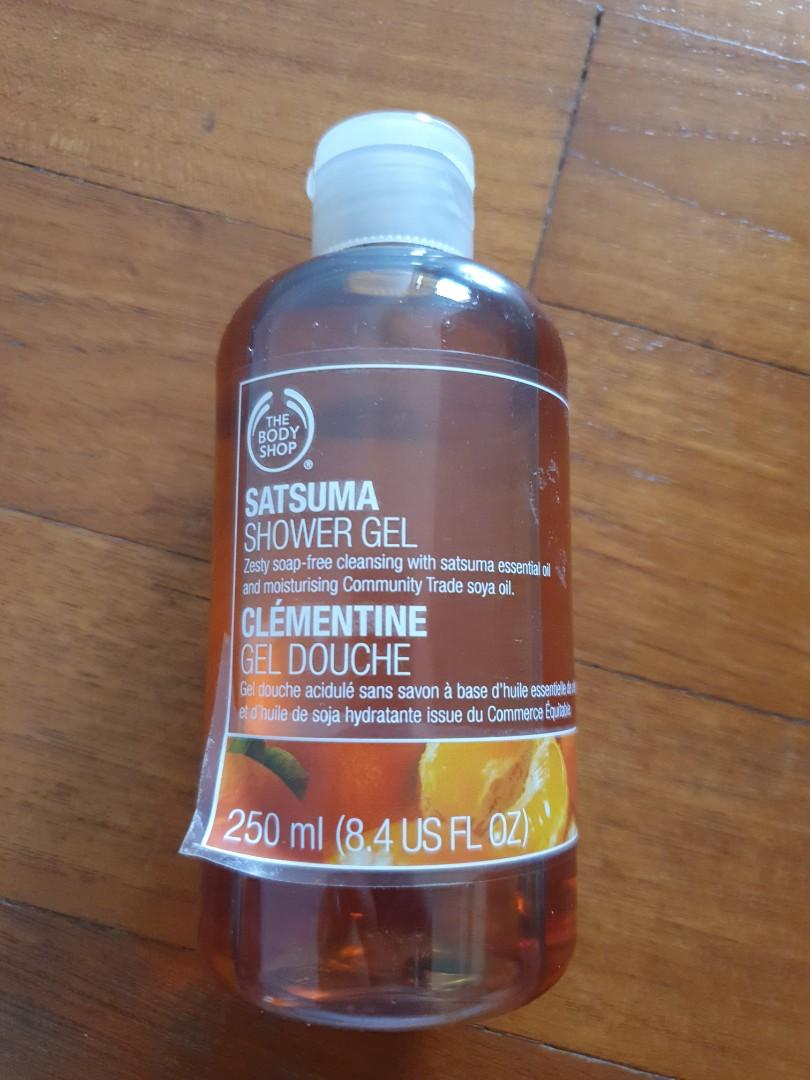 THE
BODY
SHOP
®
SATSUMA
SHOWER GEL
Zesty soap-free cleansing with satsuma essential oil
and moisturising Community Trade soya oil.
CLÉMENTINE
GEL DOUCHE
Gel douche acidulé sans savon à base d'huile essentielle de
et d'huile de soja hydratante issue du Commerce Équitable
250 ml (8.4 US FL OZ)